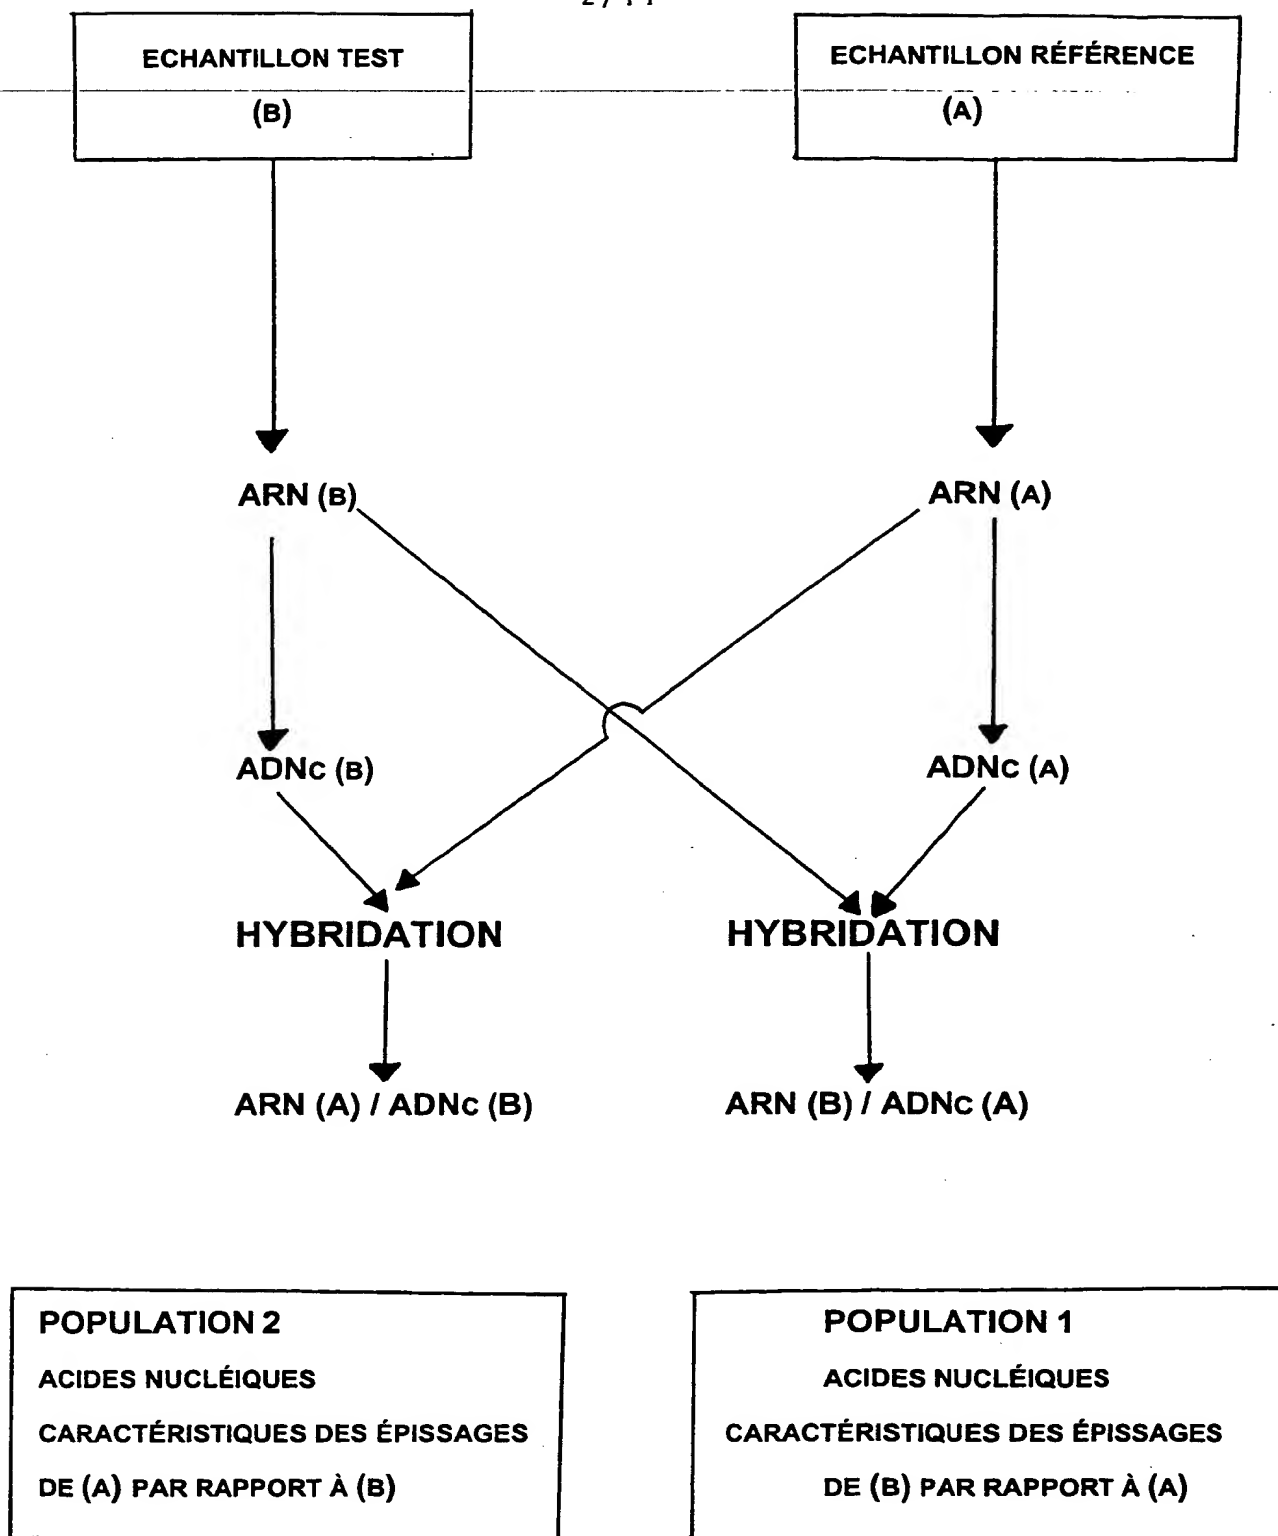 ECHANTILLON TEST
(B)
ECHANTILLON RÉFÉRENCE
(A)
ARN (B)
ARN (A)
ADNc (B)
ADNc (A)
HYBRIDATION
HYBRIDATION
ARN (A) / ADNc (B)
ARN (B) / ADNc (A)
POPULATION 2
ACIDES NUCLÉIQUES
CARACTÉRISTIQUES DES ÉPISSAGES
DE (A) PAR RAPPORT À (B)
POPULATION 1
ACIDES NUCLÉIQUES
CARACTÉRISTIQUES DES ÉPISSAGES
DE (B) PAR RAPPORT À (A)